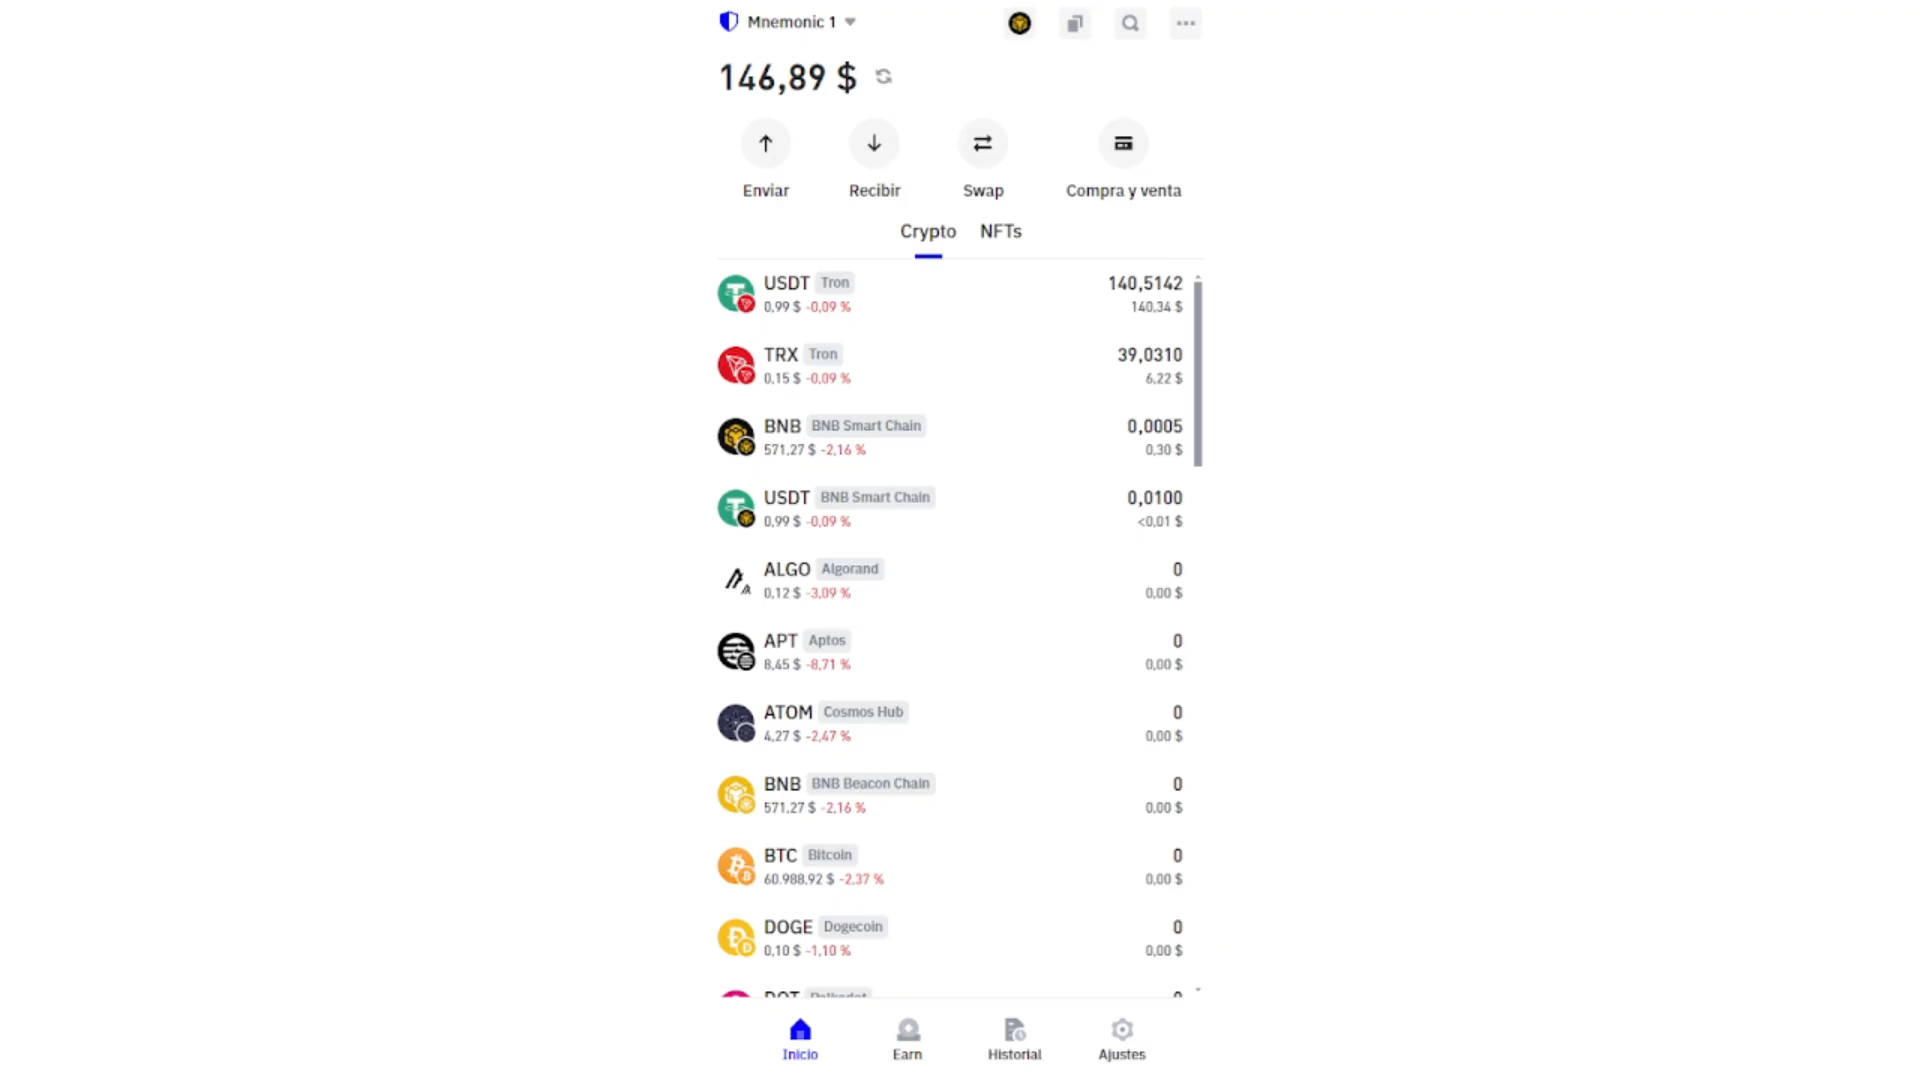 Mnemonic 1
146,89 $
Enviar Recibir Swap Compra y venta
Crypto NFTs
USDT Tron 140,5142
0,99 $ -0,09 % 140,34 $
TRX Tron 39,0310
0,15 $ -0,09 % 6,22 $
BNB BNB Smart Chain 0,0005
571,27 $ -2,16 % 0,30 $
USDT BNB Smart Chain 0,0100
0,99 $ -0,09 % <0,01 $
ALGO Algorand 0
0,12 $ -3,09 % 0,00 $
APT Aptos 0
8,45 $ -8,71 % 0,00 $
ATOM Cosmos Hub 0
4,27 $ -2,47 % 0,00 $
BNB BNB Beacon Chain 0
571,27 $ -2,16 % 0,00 $
BTC Bitcoin 0
60.988,92 $ -2,37 % 0,00 $
DOGE Dogecoin 0
0,10 $ -1,10 % 0,00 $
DOT Polkadot 0
Inicio Earn Historial Ajustes